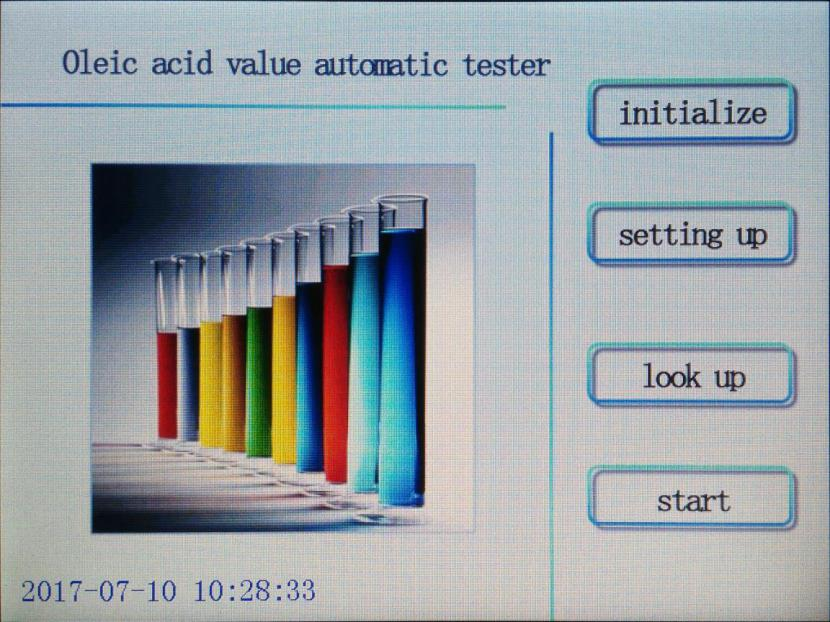 Oleic acid value automatic tester
initialize
setting up
look up
start
2017-07-10 10:28:33